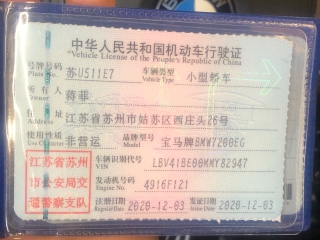 中华人民共和国机动车行驶证
Vehicle License of the People's Republic of China
号牌号码 苏U511E7 车辆类型 小型轿车
Plate No. Vehicle Type
所有人 蒋菲
Owner
住址 江苏省苏州市姑苏区西庄头26号
使用性质 非营运 品牌型号 宝马牌BMW7200EG
Use Character Model
江苏省苏州市公安局交通警察支队
车辆识别代号 LBV41BE00MMY82947
VIN
发动机号码 4916F121
Engine No.
注册日期 2020-12-03 发证日期 2020-12-03
Register Date Issue Date